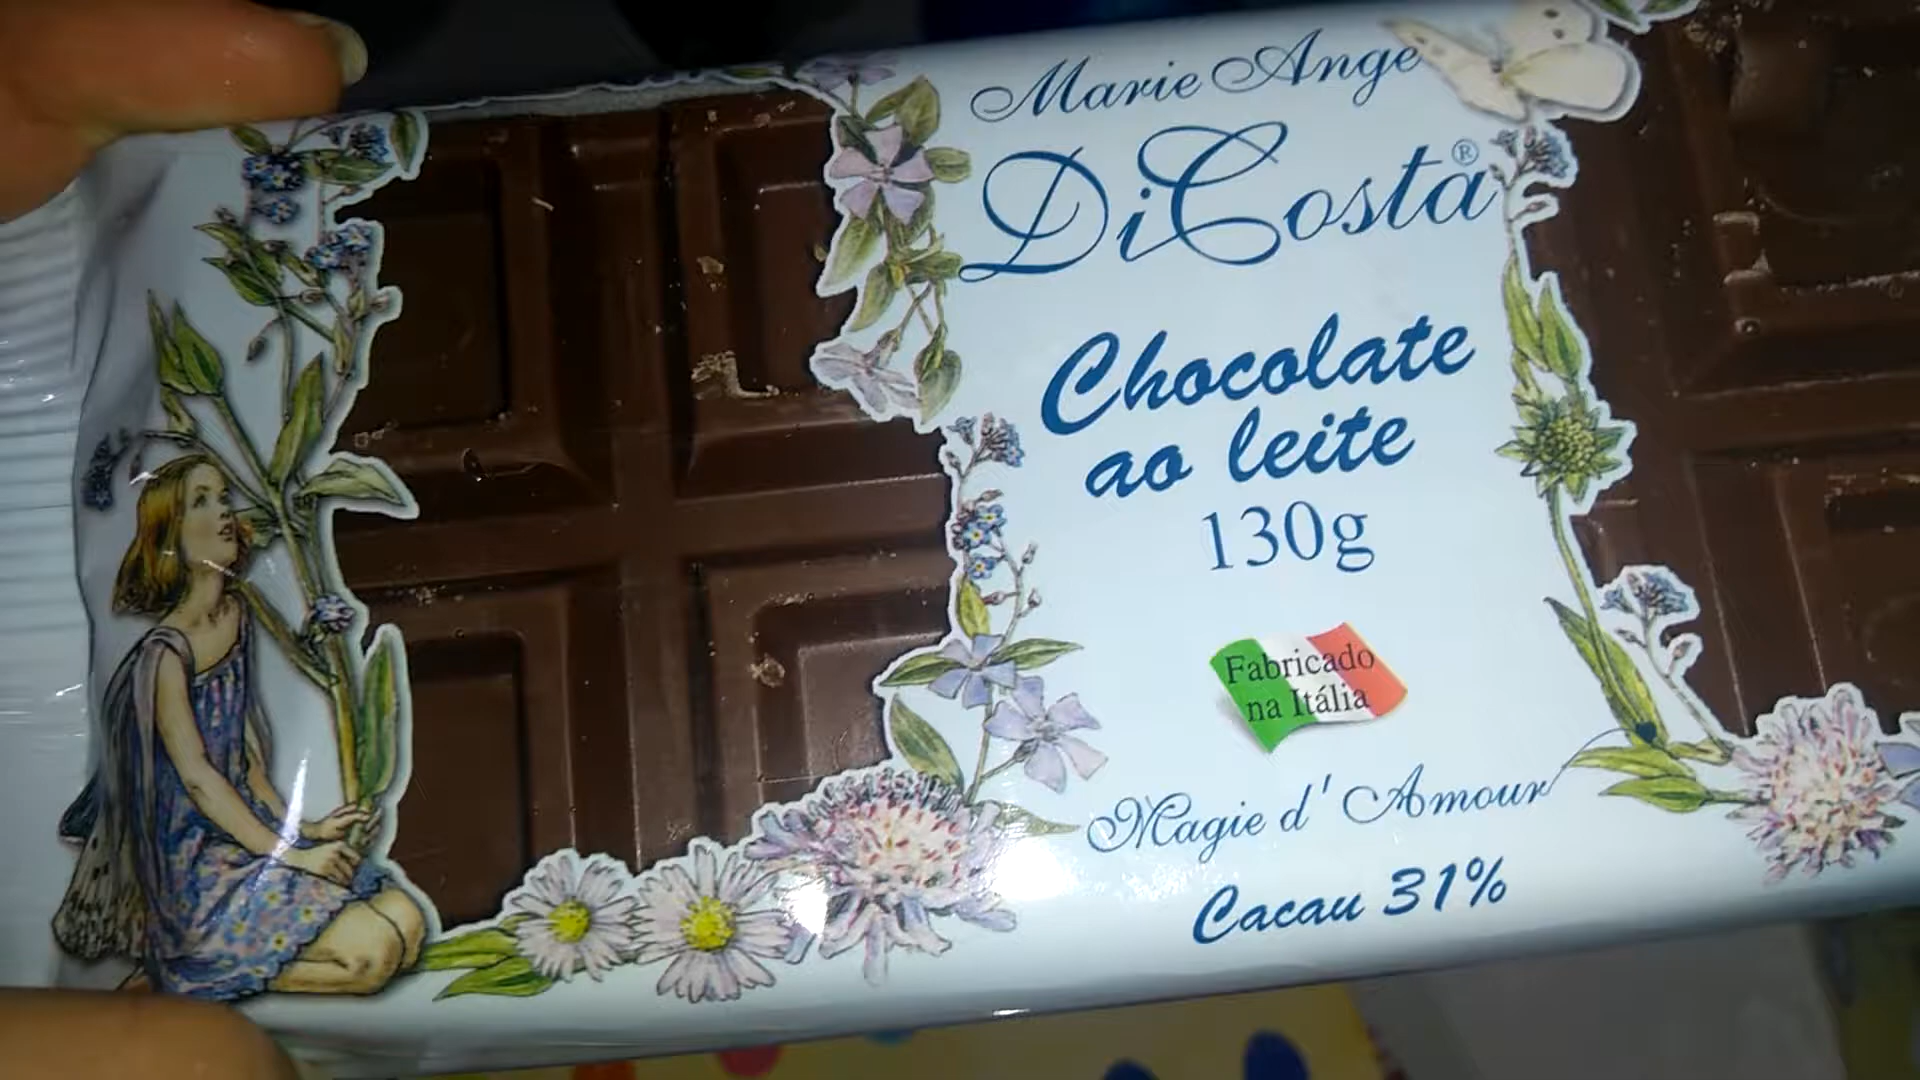 Marie Ange
DiCosta®
Chocolate
ao leite
130g
Fabricado
na Itália
Magie d' Amour
Cacau 31%